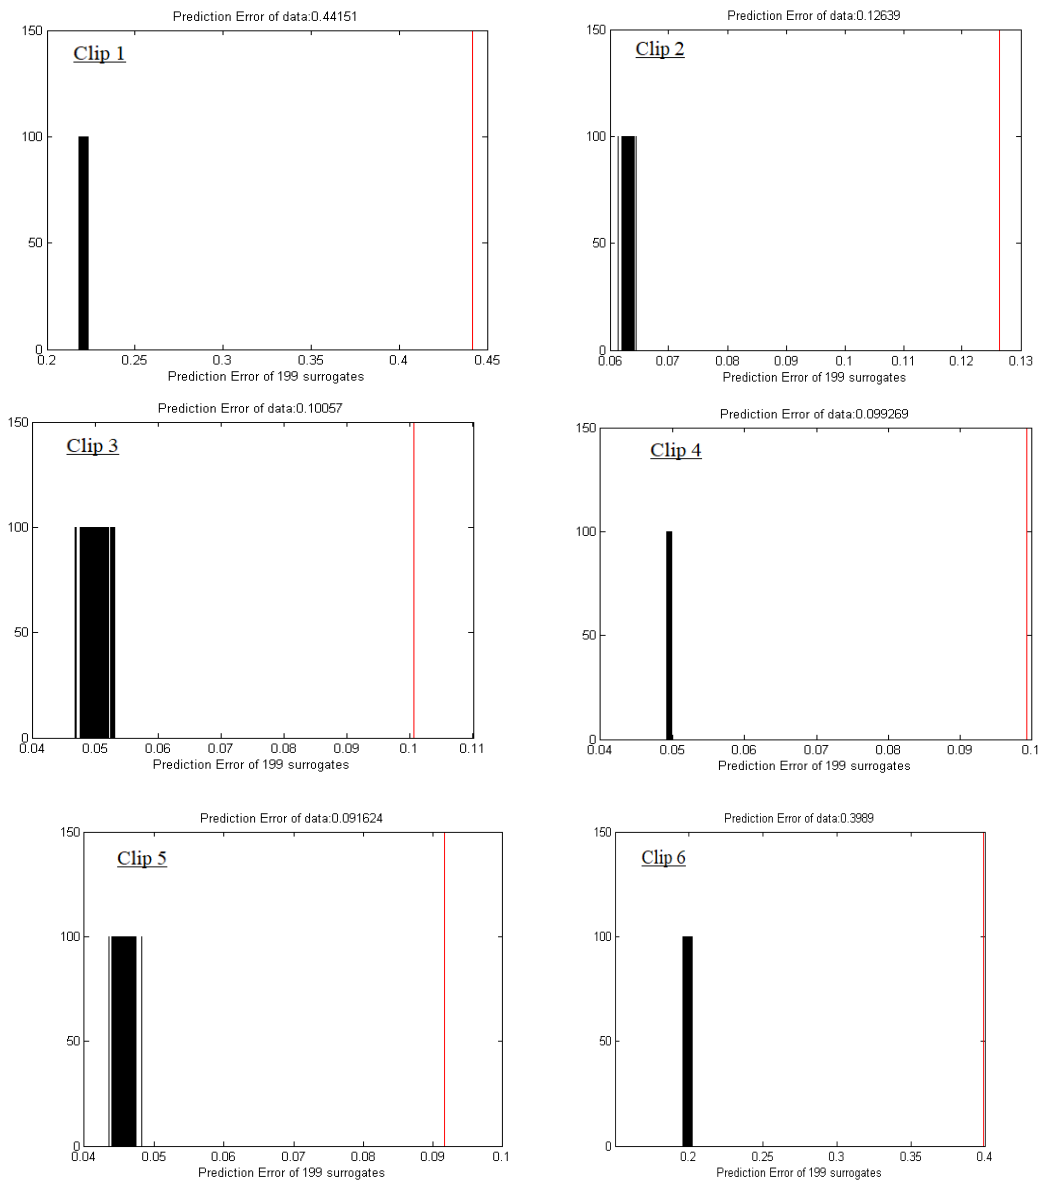 Prediction Error of data:0.44151
Clip 1
150
100
50
0
0.2 0.25 0.3 0.35 0.4 0.45
Prediction Error of 199 surrogates
Prediction Error of data:0.12639
Clip 2
150
100
50
0
0.06 0.07 0.08 0.09 0.1 0.11 0.12 0.13
Prediction Error of 199 surrogates
Prediction Error of data:0.10057
Clip 3
150
100
50
0
0.04 0.05 0.06 0.07 0.08 0.09 0.1 0.11
Prediction Error of 199 surrogates
Prediction Error of data:0.099269
Clip 4
150
100
50
0
0.04 0.05 0.06 0.07 0.08 0.09 0.1
Prediction Error of 199 surrogates
Prediction Error of data:0.091624
Clip 5
150
100
50
0
0.04 0.05 0.06 0.07 0.08 0.09 0.1
Prediction Error of 199 surrogates
Prediction Error of data:0.3989
Clip 6
150
100
50
0
0.2 0.25 0.3 0.35 0.4
Prediction Error of 199 surrogates